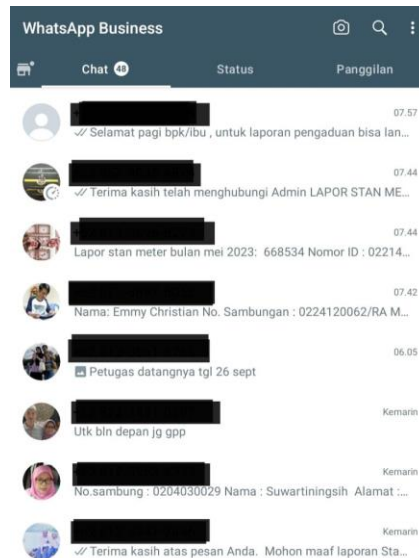 WhatsApp Business
Chat 48 Status Panggilan
07.57
Selamat pagi bpk/ibu , untuk laporan pengaduan bisa lan...
07.44
Terima kasih telah menghubungi Admin LAPOR STAN ME...
07.44
Lapor stan meter bulan mei 2023: 668534 Nomor ID : 02214...
07.42
Nama: Emmy Christian No. Sambungan : 0224120062/RA M...
06.05
Petugas datangnya tgl 26 sept
Kemarin
Utk bln depan jg gpp
Kemarin
No.sambung : 0204030029 Nama : Suwartiningsih Alamat :...
Kemarin
Terima kasih atas pesan Anda. Mohon maaf laporan Sta...